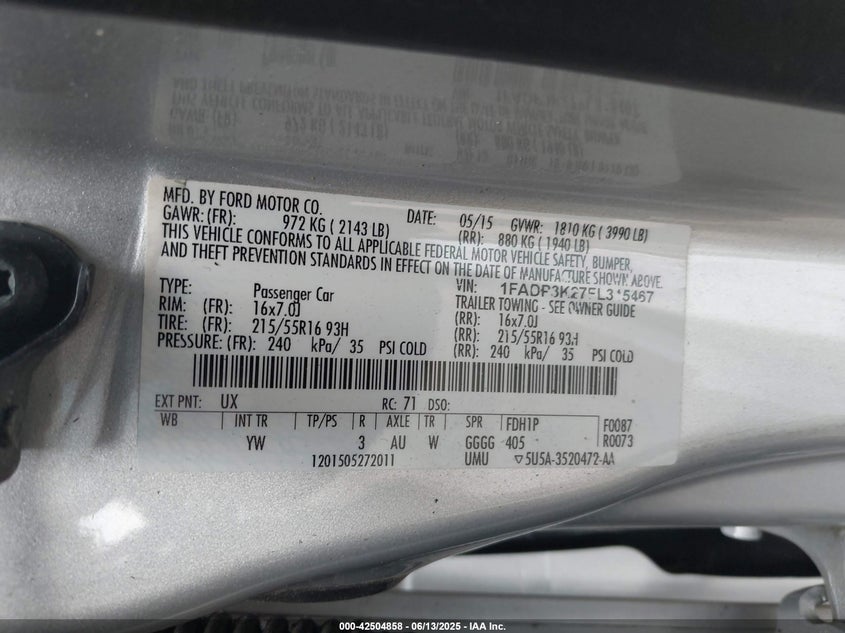 MFD. BY FORD MOTOR CO.
DATE: 05/15 GVWR: 1810 KG ( 3990 LB)
GAWR: (FR): 972 KG ( 2143 LB) (RR): 880 KG ( 1940 LB)
THIS VEHICLE CONFORMS TO ALL APPLICABLE FEDERAL MOTOR VEHICLE SAFETY, BUMPER,
AND THEFT PREVENTION STANDARDS IN EFFECT ON THE DATE OF MANUFACTURE SHOWN ABOVE.
VIN:
TYPE: Passenger Car TRAILER TOWING - SEE OWNER GUIDE
RIM: (FR): 16x7.0J (RR): 16x7.0J
TIRE: (FR): 215/55R16 93H (RR): 215/55R16 93H
PRESSURE: (FR): 240 kPa/ 35 PSI COLD (RR): 240 kPa/ 35 PSI COLD
EXT PNT: UX RC: 71 DSO:
WB INT TR TP/PS R AXLE TR SPR FDH1P F0087
YW 3 AU W GGGG 405 R0073
1201505272011 UMU ▽5U5A-3520472-AA
000-42504858 - 06/13/2025 - IAA Inc.